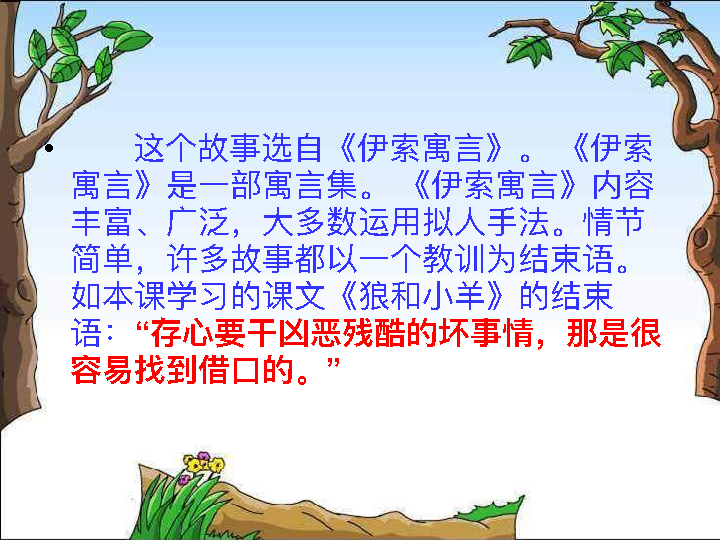 • 这个故事选自《伊索寓言》。 《伊索
寓言》是一部寓言集。 《伊索寓言》内容
丰富、广泛，大多数运用拟人手法。情节
简单，许多故事都以一个教训为结束语。
如本课学习的课文《狼和小羊》的结束
语：“存心要干凶恶残酷的坏事情，那是很
容易找到借口的。”